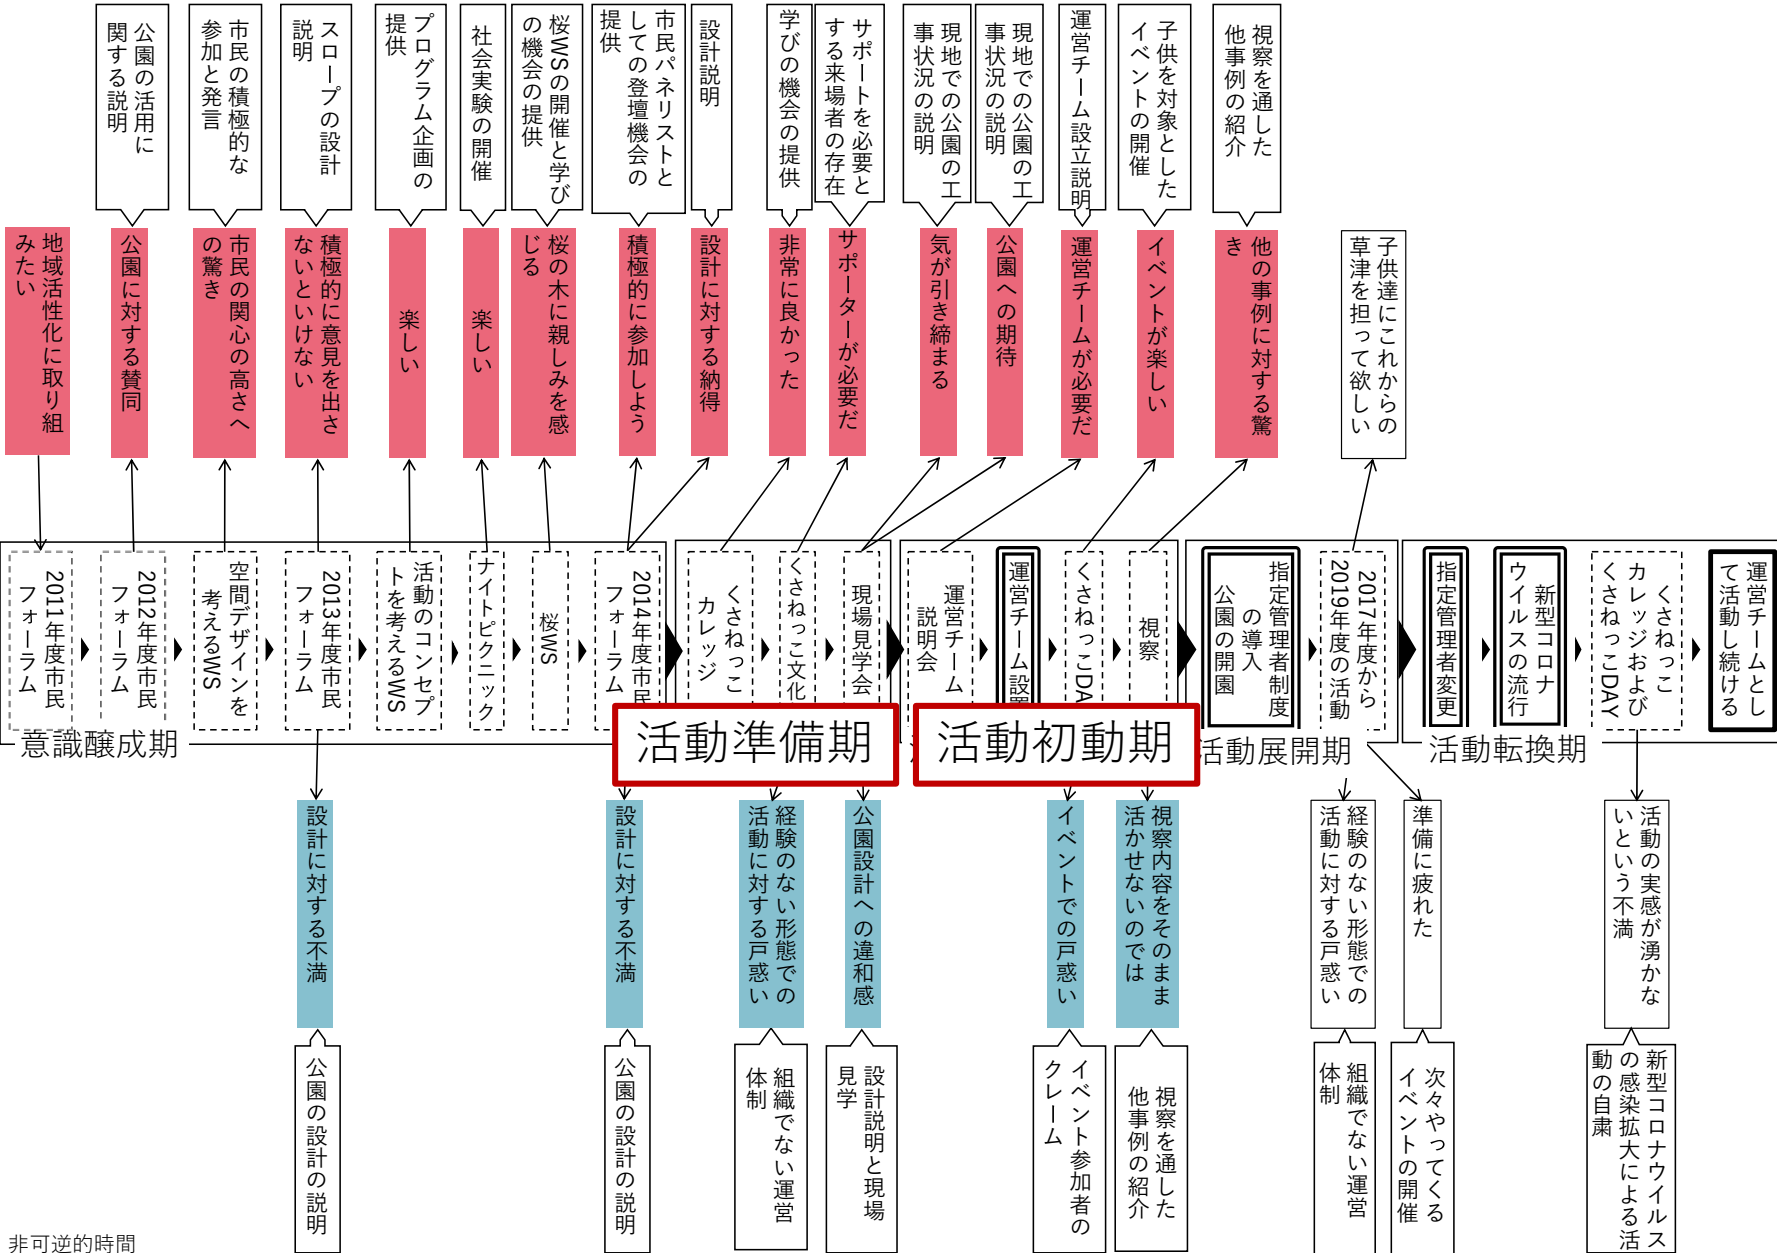 公園の活用に
関する説明
市民の積極的な
参加と発言
スロープの設計
説明
プログラム企画の
提供
社会実験の開催
桜WSの開催と学び
の機会の提供
市民パネリストと
しての登壇機会の
提供
設計説明
学びの機会の提供
サポートを必要と
する来場者の存在
現地での公園の工
事状況の説明
現地での公園の工
事状況の説明
運営チーム設立説明
子供を対象とした
イベントの開催
視察を通した
他事例の紹介
地域活性化に取り組
みたい
公園に対する賛同
市民の関心の高さへ
の驚き
積極的に意見を出さ
ないといけない
楽しい
楽しい
桜の木に親しみを感
じる
積極的に参加しよう
設計に対する納得
非常に良かった
サポーターが必要だ
気が引き締まる
公園への期待
運営チームが必要だ
イベントが楽しい
他の事例に対する驚
き
子供達にこれからの
草津を担って欲しい
2011年度市民
フォーラム
2012年度市民
フォーラム
空間デザインを
考えるWS
2013年度市民
フォーラム
活動のコンセプ
トを考えるWS
ナイトピクニック
桜WS
2014年度市民
フォーラム
くさねっこ
カレッジ
くさねっこ文化
現場見学会
運営チーム
説明会
運営チーム設置
くさねっこDA
視察
指定管理者制度
の導入
公園の開園
2017年度から
2019年度の活動
指定管理者変更
新型コロナ
ウイルスの流行
くさねっこ
カレッジおよび
くさねっこDAY
運営チームとし
て活動し続ける
意識醸成期
活動準備期
活動初動期
活動展開期
活動転換期
設計に対する不満
設計に対する不満
経験のない形態での
活動に対する戸惑い
公園設計への違和感
イベントでの戸惑い
視察内容をそのまま
活かせないのでは
経験のない形態での
活動に対する戸惑い
準備に疲れた
活動の実感が湧かな
いという不満
公園の設計の説明
公園の設計の説明
組織でない運営
体制
設計説明と現場
見学
イベント参加者の
クレーム
視察を通した
他事例の紹介
組織でない運営
体制
次々やってくる
イベントの開催
新型コロナウイルス
の感染拡大による活
動の自粛
非可逆的時間